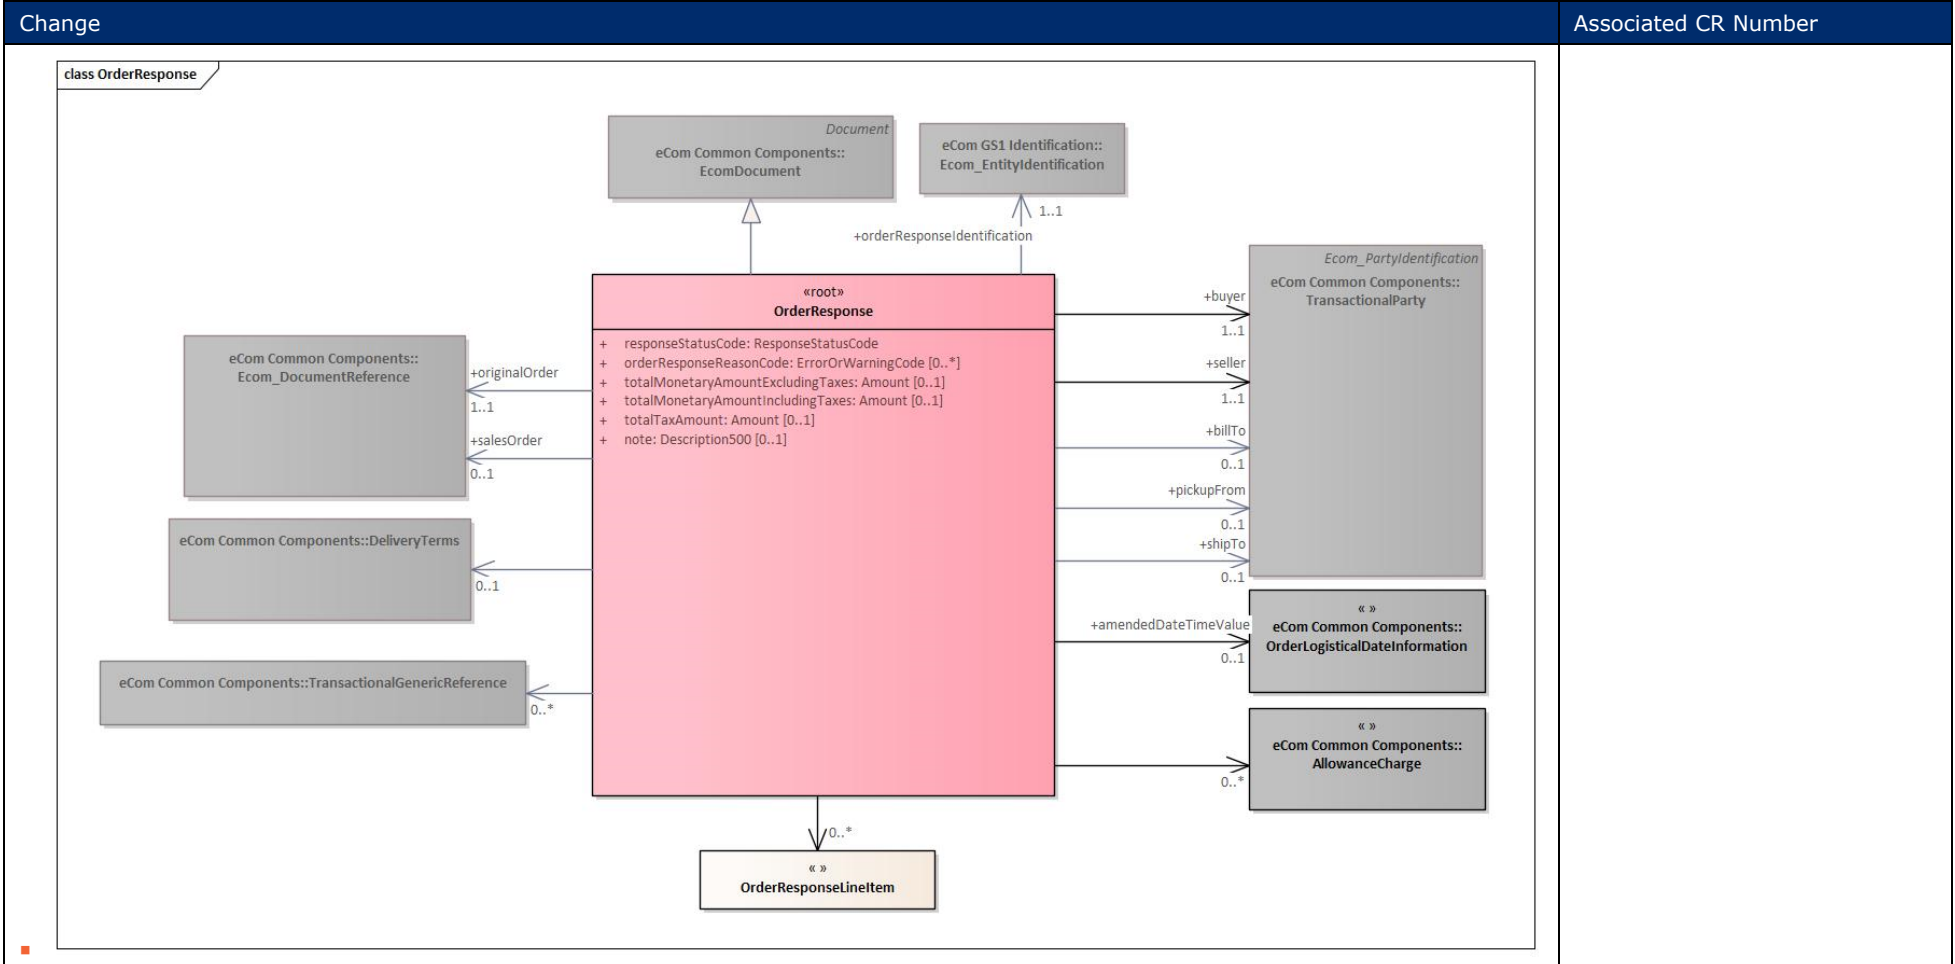 Change
Associated CR Number
class OrderResponse
Document
eCom Common Components::
EcomDocument
eCom GS1 Identification::
Ecom_EntityIdentification
1..1
+orderResponseIdentification
Ecom_PartyIdentification
eCom Common Components::
TransactionalParty
«root»
OrderResponse
+ responseStatusCode: ResponseStatusCode
+ orderResponseReasonCode: ErrorOrWarningCode [0..*]
+ totalMonetaryAmountExcludingTaxes: Amount [0..1]
+ totalMonetaryAmountIncludingTaxes: Amount [0..1]
+ totalTaxAmount: Amount [0..1]
+ note: Description500 [0..1]
+buyer
1..1
+seller
1..1
+billTo
0..1
+pickupFrom
0..1
+shipTo
0..1
eCom Common Components::
Ecom_DocumentReference
+originalOrder
1..1
+salesOrder
0..1
eCom Common Components::DeliveryTerms
0..1
eCom Common Components::TransactionalGenericReference
0..*
+amendedDateTimeValue
0..1
« »
eCom Common Components::
OrderLogisticalDateInformation
« »
eCom Common Components::
AllowanceCharge
0..*
0..*
« »
OrderResponseLineItem